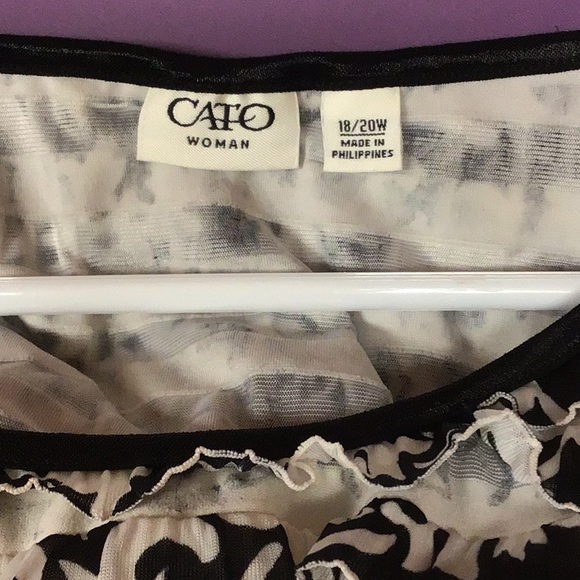 CATO
WOMAN
18/20W
MADE IN
PHILIPPINES